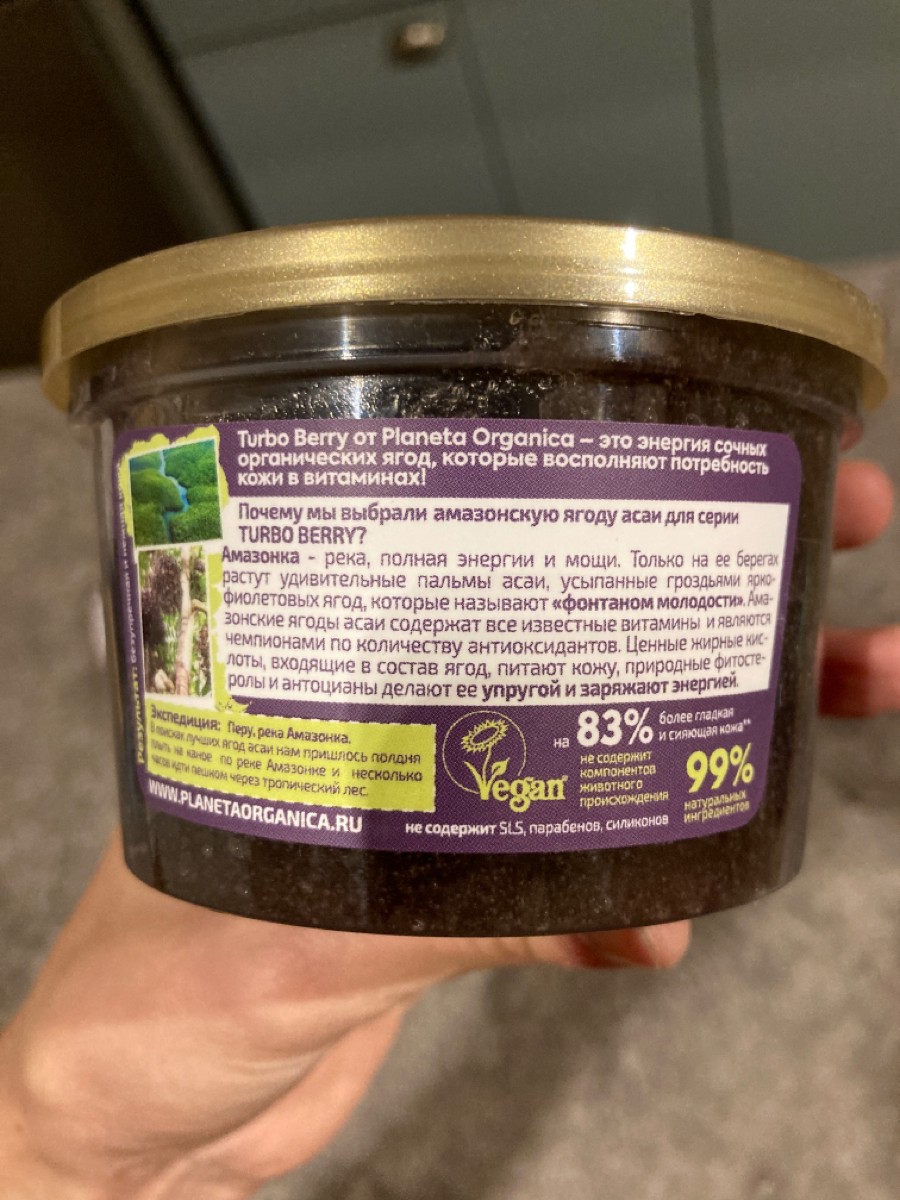 Turbo Berry от Planeta Organica – это энергия сочных
органических ягод, которые восполняют потребность
кожи в витаминах!
Почему мы выбрали амазонскую ягоду асаи для серии
TURBO BERRY?
Амазонка - река, полная энергии и мощи. Только на ее берегах
растут удивительные пальмы асаи, усыпанные гроздьями ярко-
фиолетовых ягод, которые называют «фонтаном молодости». Ама-
зонские ягоды асаи содержат все известные витамины и являются
чемпионами по количеству антиоксидантов. Ценные жирные кис-
лоты, входящие в состав ягод, питают кожу, природные фитосте-
ролы и антоцианы делают ее упругой и заряжают энергией.
Результат: безупречная и
Экспедиция: Перу, река Амазонка.
В поисках лучших ягод асаи нам пришлось полдня
плыть на каноэ по реке Амазонке и несколько
часов идти пешком через тропический лес.
WWW.PLANETAORGANICA.RU
Vegan
на 83% более гладкая
и сияющая кожа**
не содержит
компонентов
животного
происхождения
99%
натуральных
ингредиентов
не содержит SLS, парабенов, силиконов